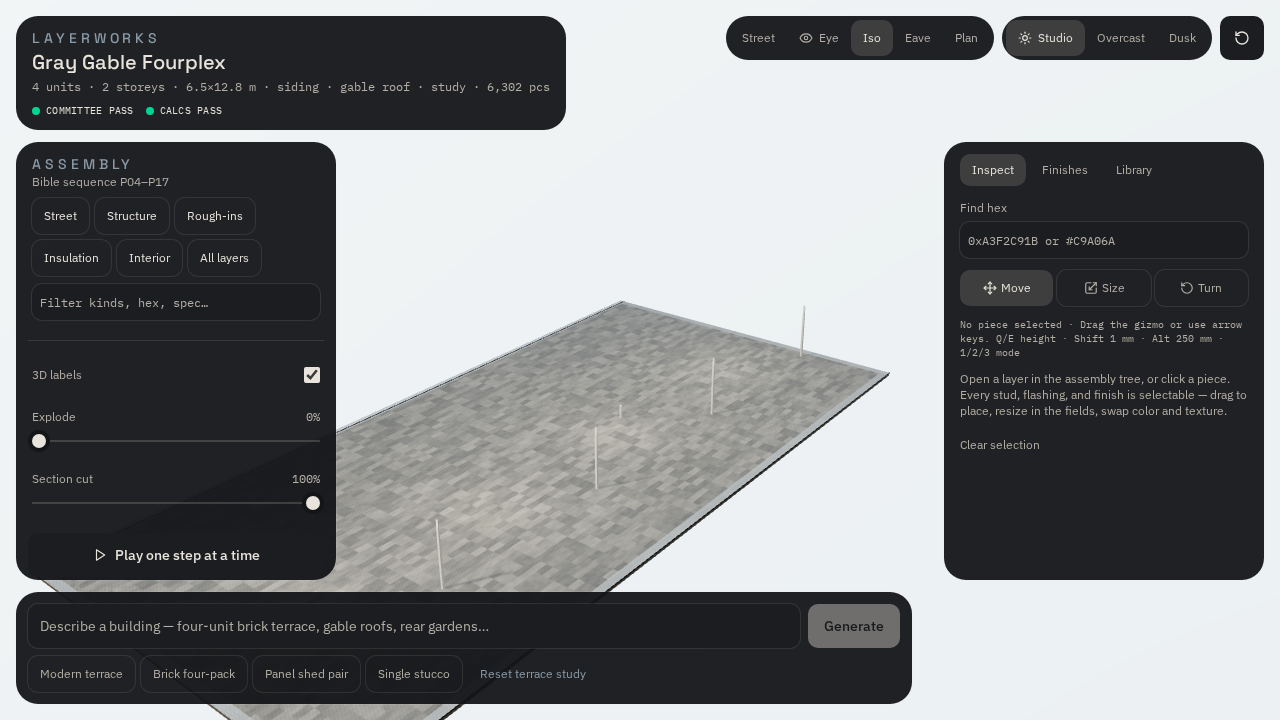 LAYERWORKS
Gray Gable Fourplex
4 units · 2 storeys · 6.5×12.8 m · siding · gable roof · study · 6,302 pcs
COMMITTEE PASS CALCS PASS
Street Eye Iso Eave Plan
Studio Overcast Dusk
ASSEMBLY
Bible sequence P04–P17
Street Structure Rough-ins
Insulation Interior All layers
Filter kinds, hex, spec…
3D labels
Explode 0%
Section cut 100%
Play one step at a time
Inspect Finishes Library
Find hex
0xA3F2C91B or #C9A06A
Move Size Turn
No piece selected · Drag the gizmo or use arrow
keys. Q/E height · Shift 1 mm · Alt 250 mm ·
1/2/3 mode
Open a layer in the assembly tree, or click a piece.
Every stud, flashing, and finish is selectable — drag to
place, resize in the fields, swap color and texture.
Clear selection
Describe a building — four-unit brick terrace, gable roofs, rear gardens…
Generate
Modern terrace Brick four-pack Panel shed pair Single stucco Reset terrace study